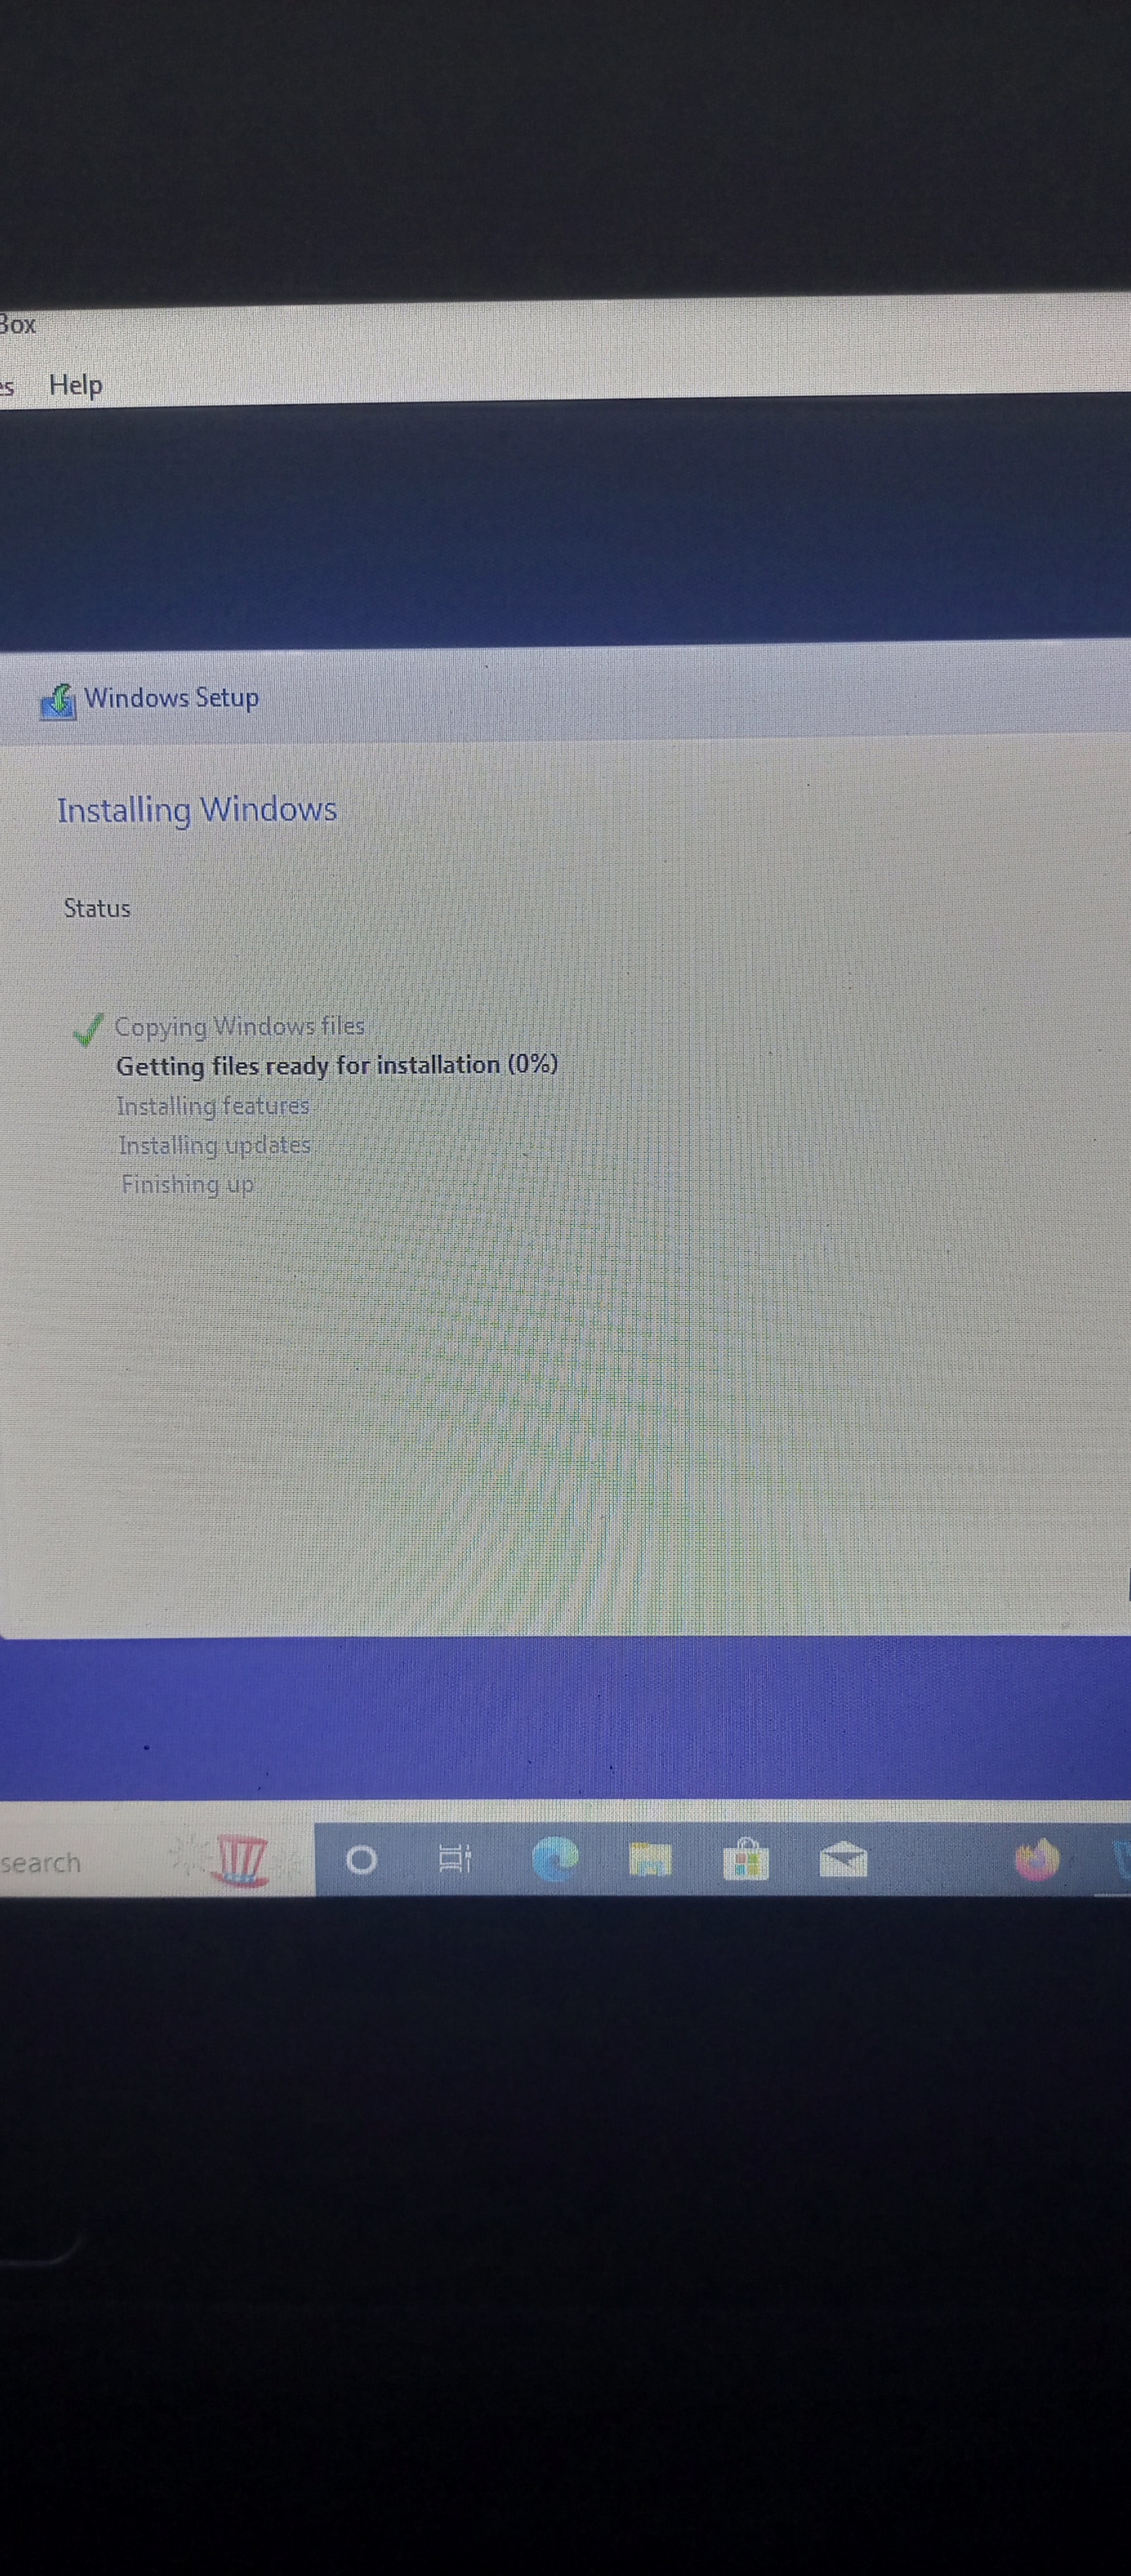 Box
es Help
Windows Setup
Installing Windows
Status
Copying Windows files
Getting files ready for installation (0%)
Installing features
Installing updates
Finishing up
search